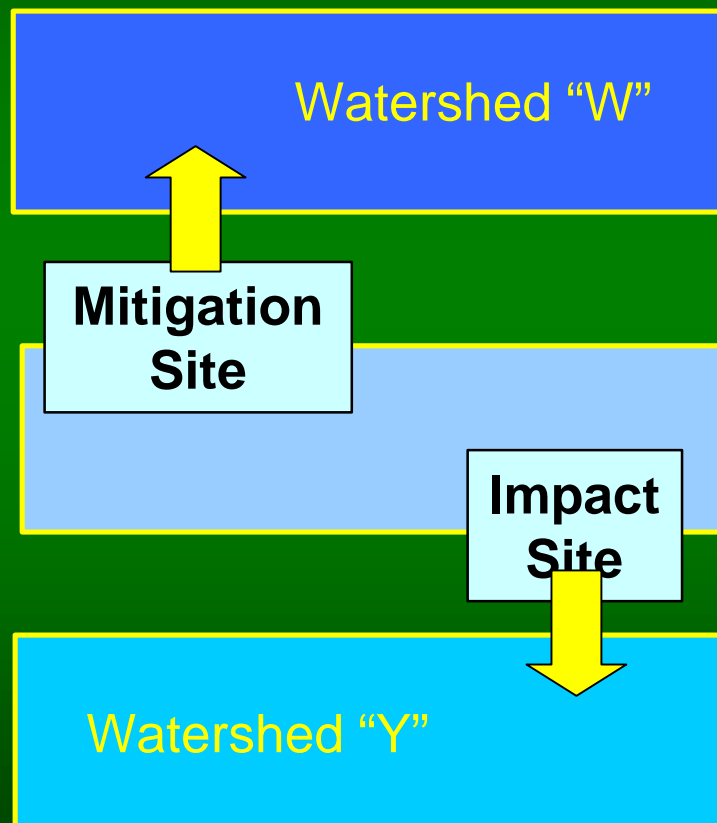 Watershed “W”
Mitigation
Site
Impact
Site
Watershed “Y”